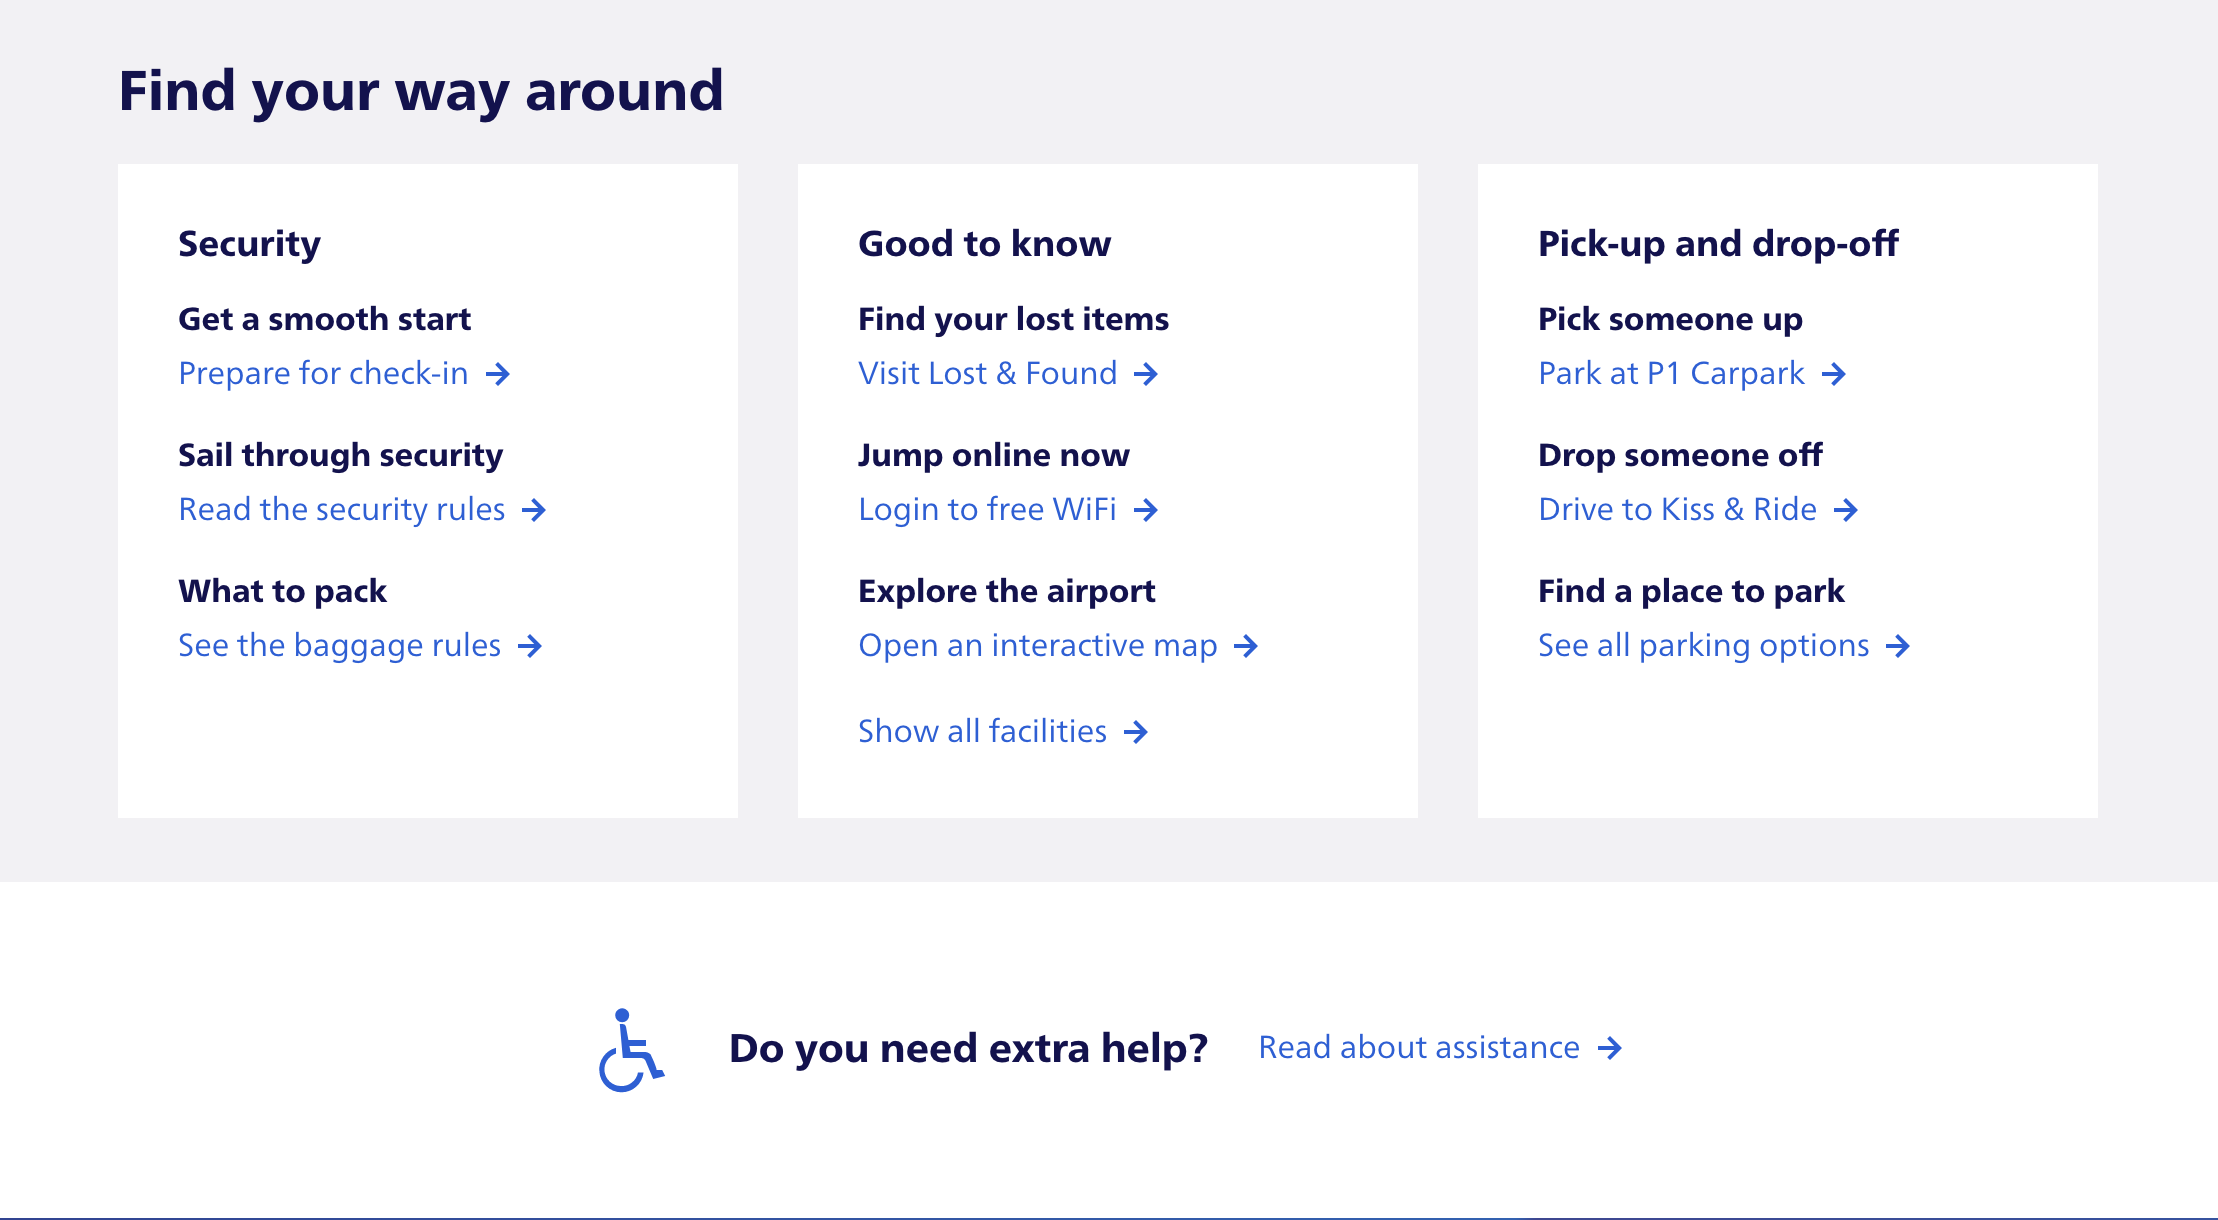 Find your way around
Security
Get a smooth start
Prepare for check-in
Sail through security
Read the security rules
What to pack
See the baggage rules
Good to know
Find your lost items
Visit Lost & Found
Jump online now
Login to free WiFi
Explore the airport
Open an interactive map
Show all facilities
Pick-up and drop-off
Pick someone up
Park at P1 Carpark
Drop someone off
Drive to Kiss & Ride
Find a place to park
See all parking options
Do you need extra help?
Read about assistance